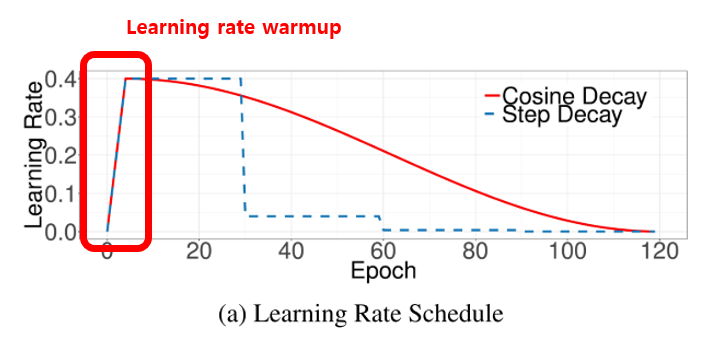 Learning rate warmup
Learning Rate
0.4
0.3
0.2
0.1
0.0
Cosine Decay
Step Decay
0 20 40 60 80 100 120
Epoch
(a) Learning Rate Schedule